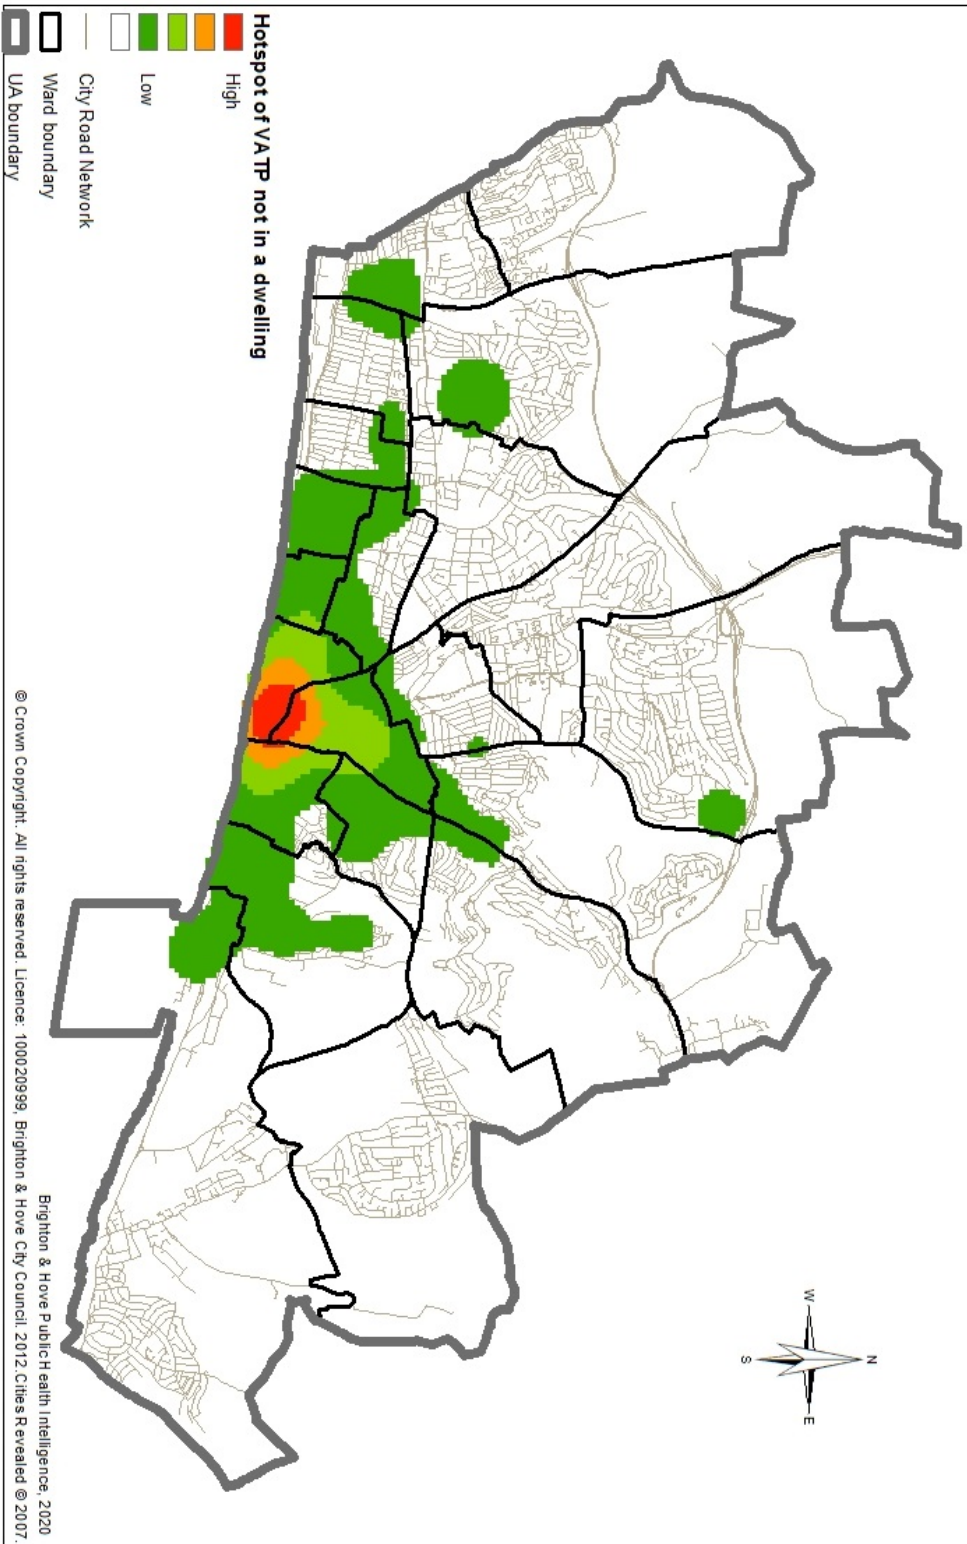 Hotspot of VATP not in a dwelling
High
Low
City Road Network
Ward boundary
UA boundary
N
W
E
S
Brighton & Hove Public Health Intelligence, 2020
© Crown Copyright. All rights reserved. Licence: 100020999, Brighton & Hove City Council. 2012.Cities Revealed © 2007.